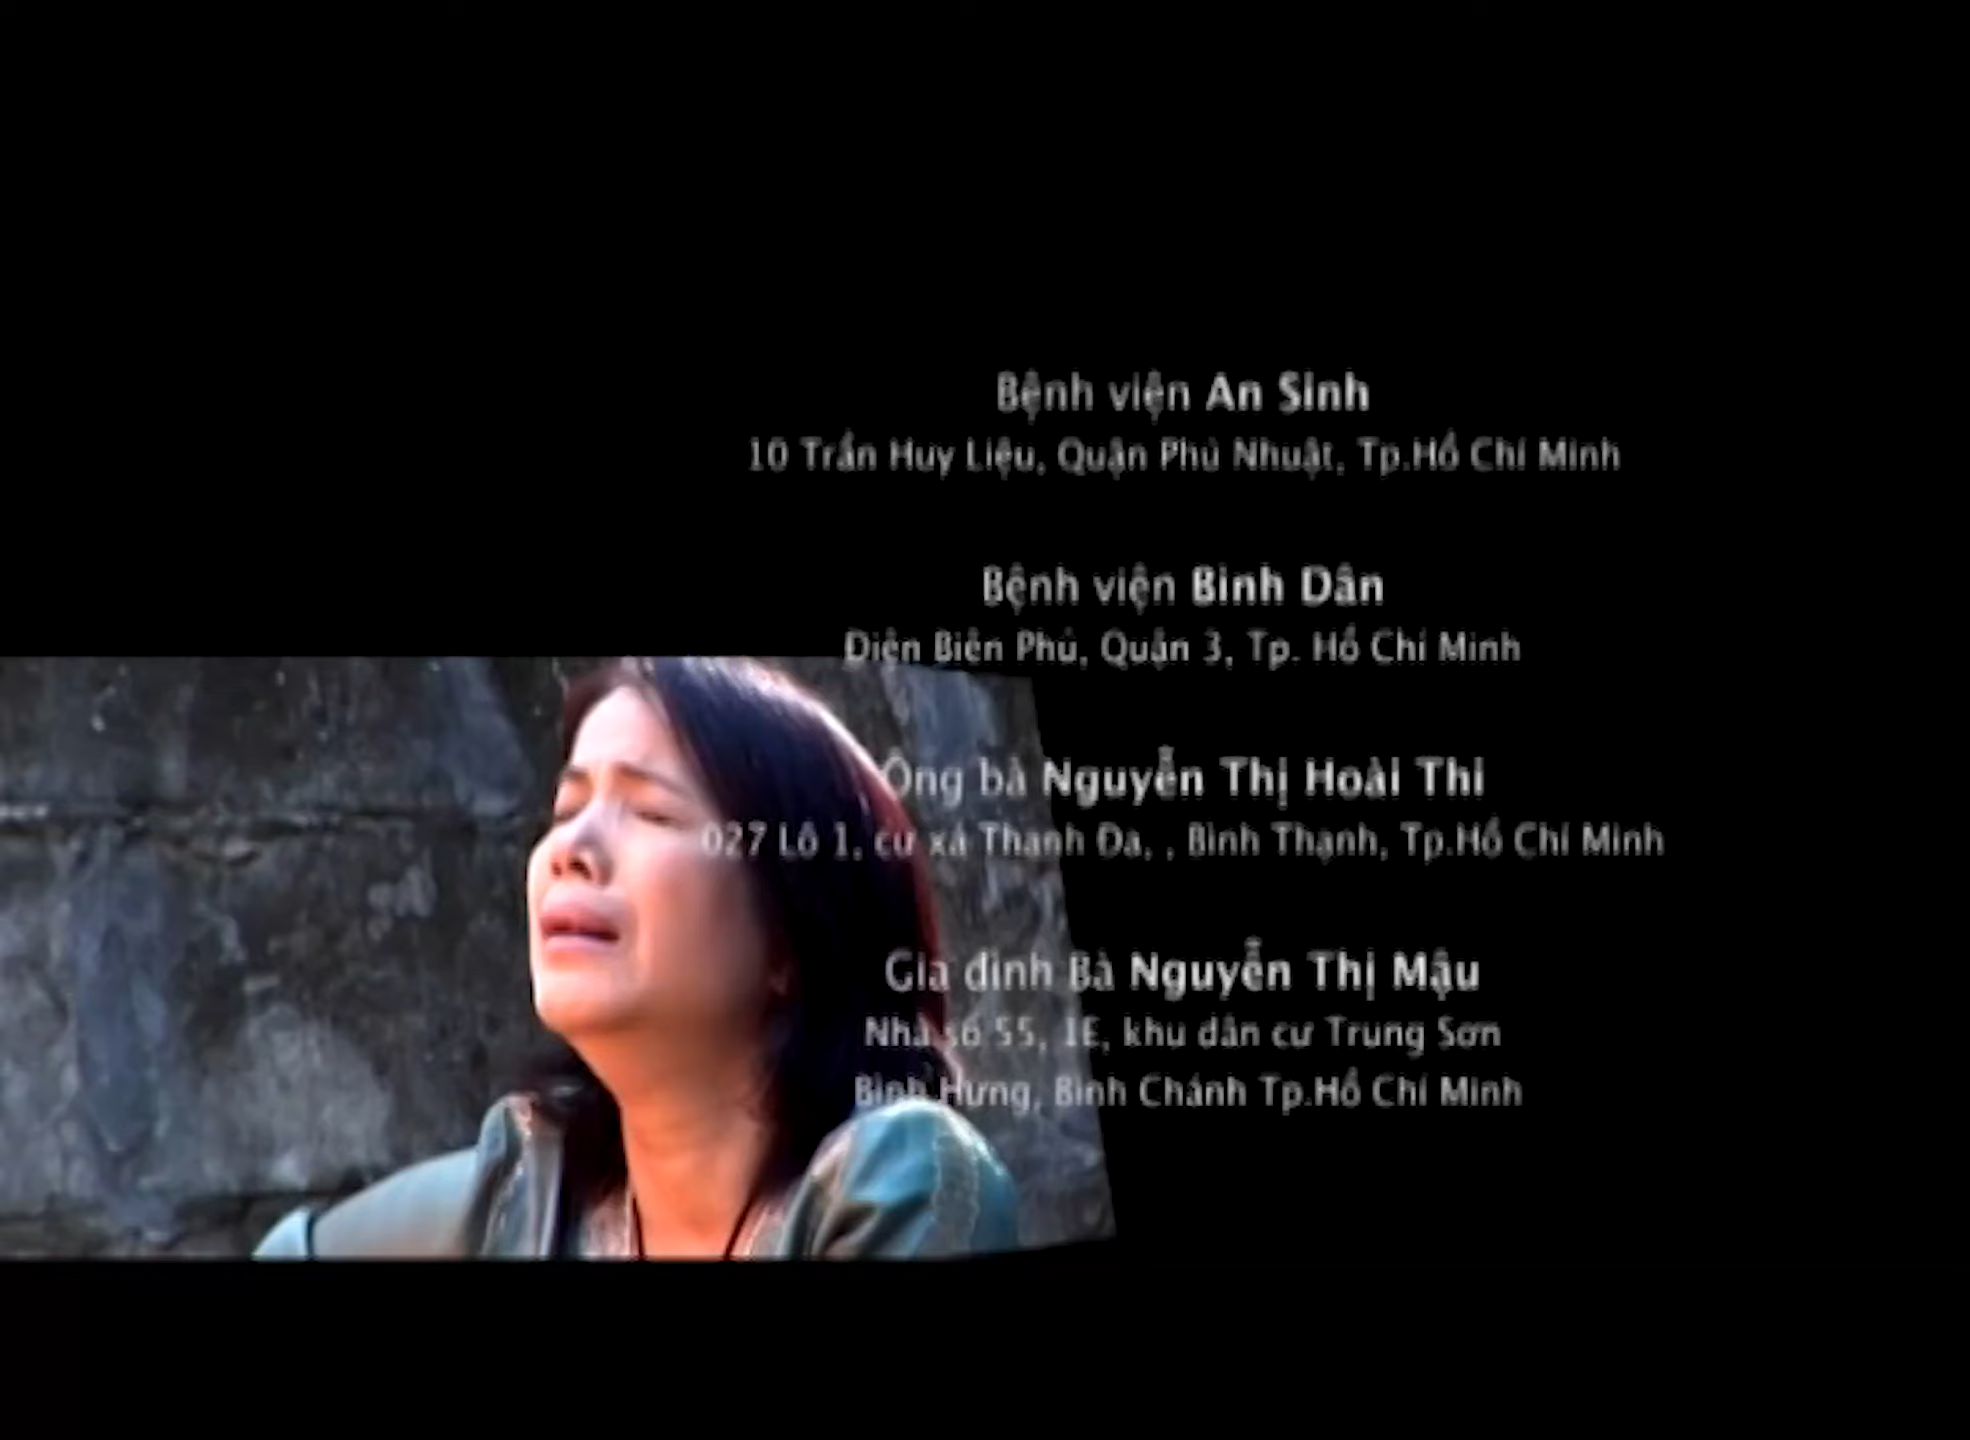 Bệnh viện An Sinh
10 Trần Huy Liệu, Quận Phú Nhuật, Tp.Hồ Chí Minh
Bệnh viện Bình Dân
Điện Biên Phủ, Quận 3, Tp. Hồ Chí Minh
Ông bà Nguyễn Thị Hoài Thi
027 Lô 1, cư xá Thanh Đa, , Bình Thạnh, Tp.Hồ Chí Minh
Gia đình Bà Nguyễn Thị Mậu
Nhà số 55, 1E, khu dân cư Trung Sơn
Bình Hưng, Bình Chánh Tp.Hồ Chí Minh